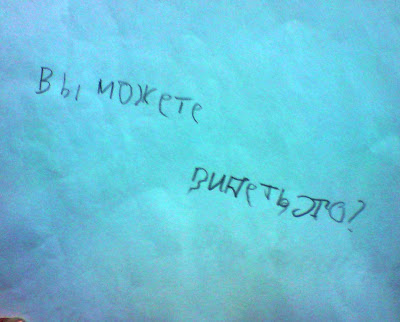 Вы можете
видеть это?